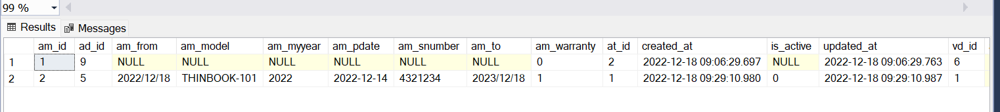 99 %
Results Messages
am_id ad_id am_from am_model am_myyear am_pdate am_snumber am_to am_warranty at_id created_at is_active updated_at vd_id
1 1 9 NULL NULL NULL NULL NULL NULL 0 2 2022-12-18 09:06:29.697 NULL 2022-12-18 09:06:29.763 6
2 2 5 2022/12/18 THINBOOK-101 2022 2022-12-14 4321234 2023/12/18 1 1 2022-12-18 09:29:10.980 0 2022-12-18 09:29:10.987 1